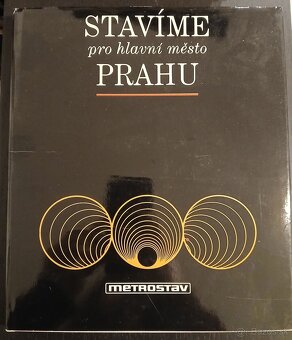 STAVÍME
pro hlavní město
PRAHU
METROSTAV